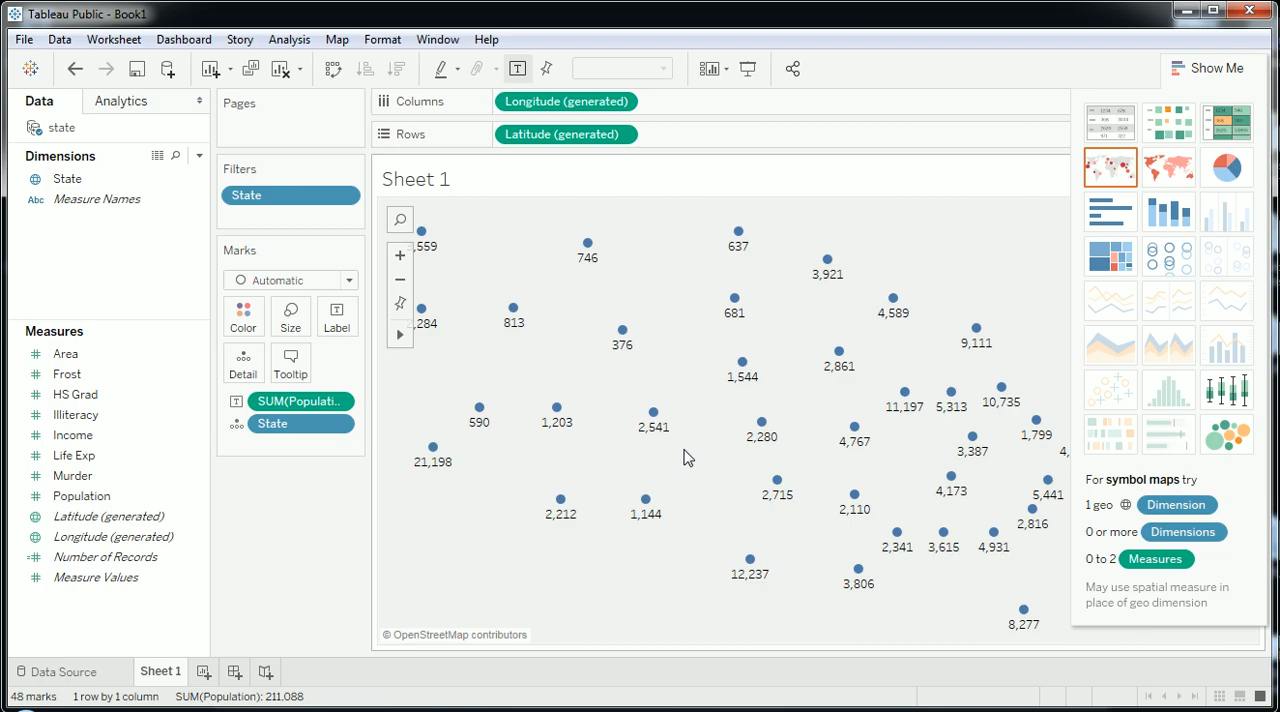 Tableau Public - Book1
File Data Worksheet Dashboard Story Analysis Map Format Window Help
Show Me
Data Analytics
state
Dimensions
State
Abc Measure Names
Measures
Area
Frost
HS Grad
Illiteracy
Income
Life Exp
Murder
Population
Latitude (generated)
Longitude (generated)
Number of Records
Measure Values
Pages
Filters
State
Marks
Automatic
Color Size Label
Detail Tooltip
SUM(Populati..
State
Columns Longitude (generated)
Rows Latitude (generated)
Sheet 1
,559
746
637
3,921
,284
813
681
4,589
376
9,111
2,861
1,544
590
1,203
2,541
2,280
4,767
11,197
5,313
10,735
1,799
4,
3,387
21,198
2,212
1,144
2,715
2,110
4,173
5,441
2,816
2,341
3,615
4,931
12,237
3,806
8,277
© OpenStreetMap contributors
For symbol maps try
1 geo Dimension
0 or more Dimensions
0 to 2 Measures
May use spatial measure in
place of geo dimension
Data Source Sheet 1
48 marks 1 row by 1 column SUM(Population): 211,088